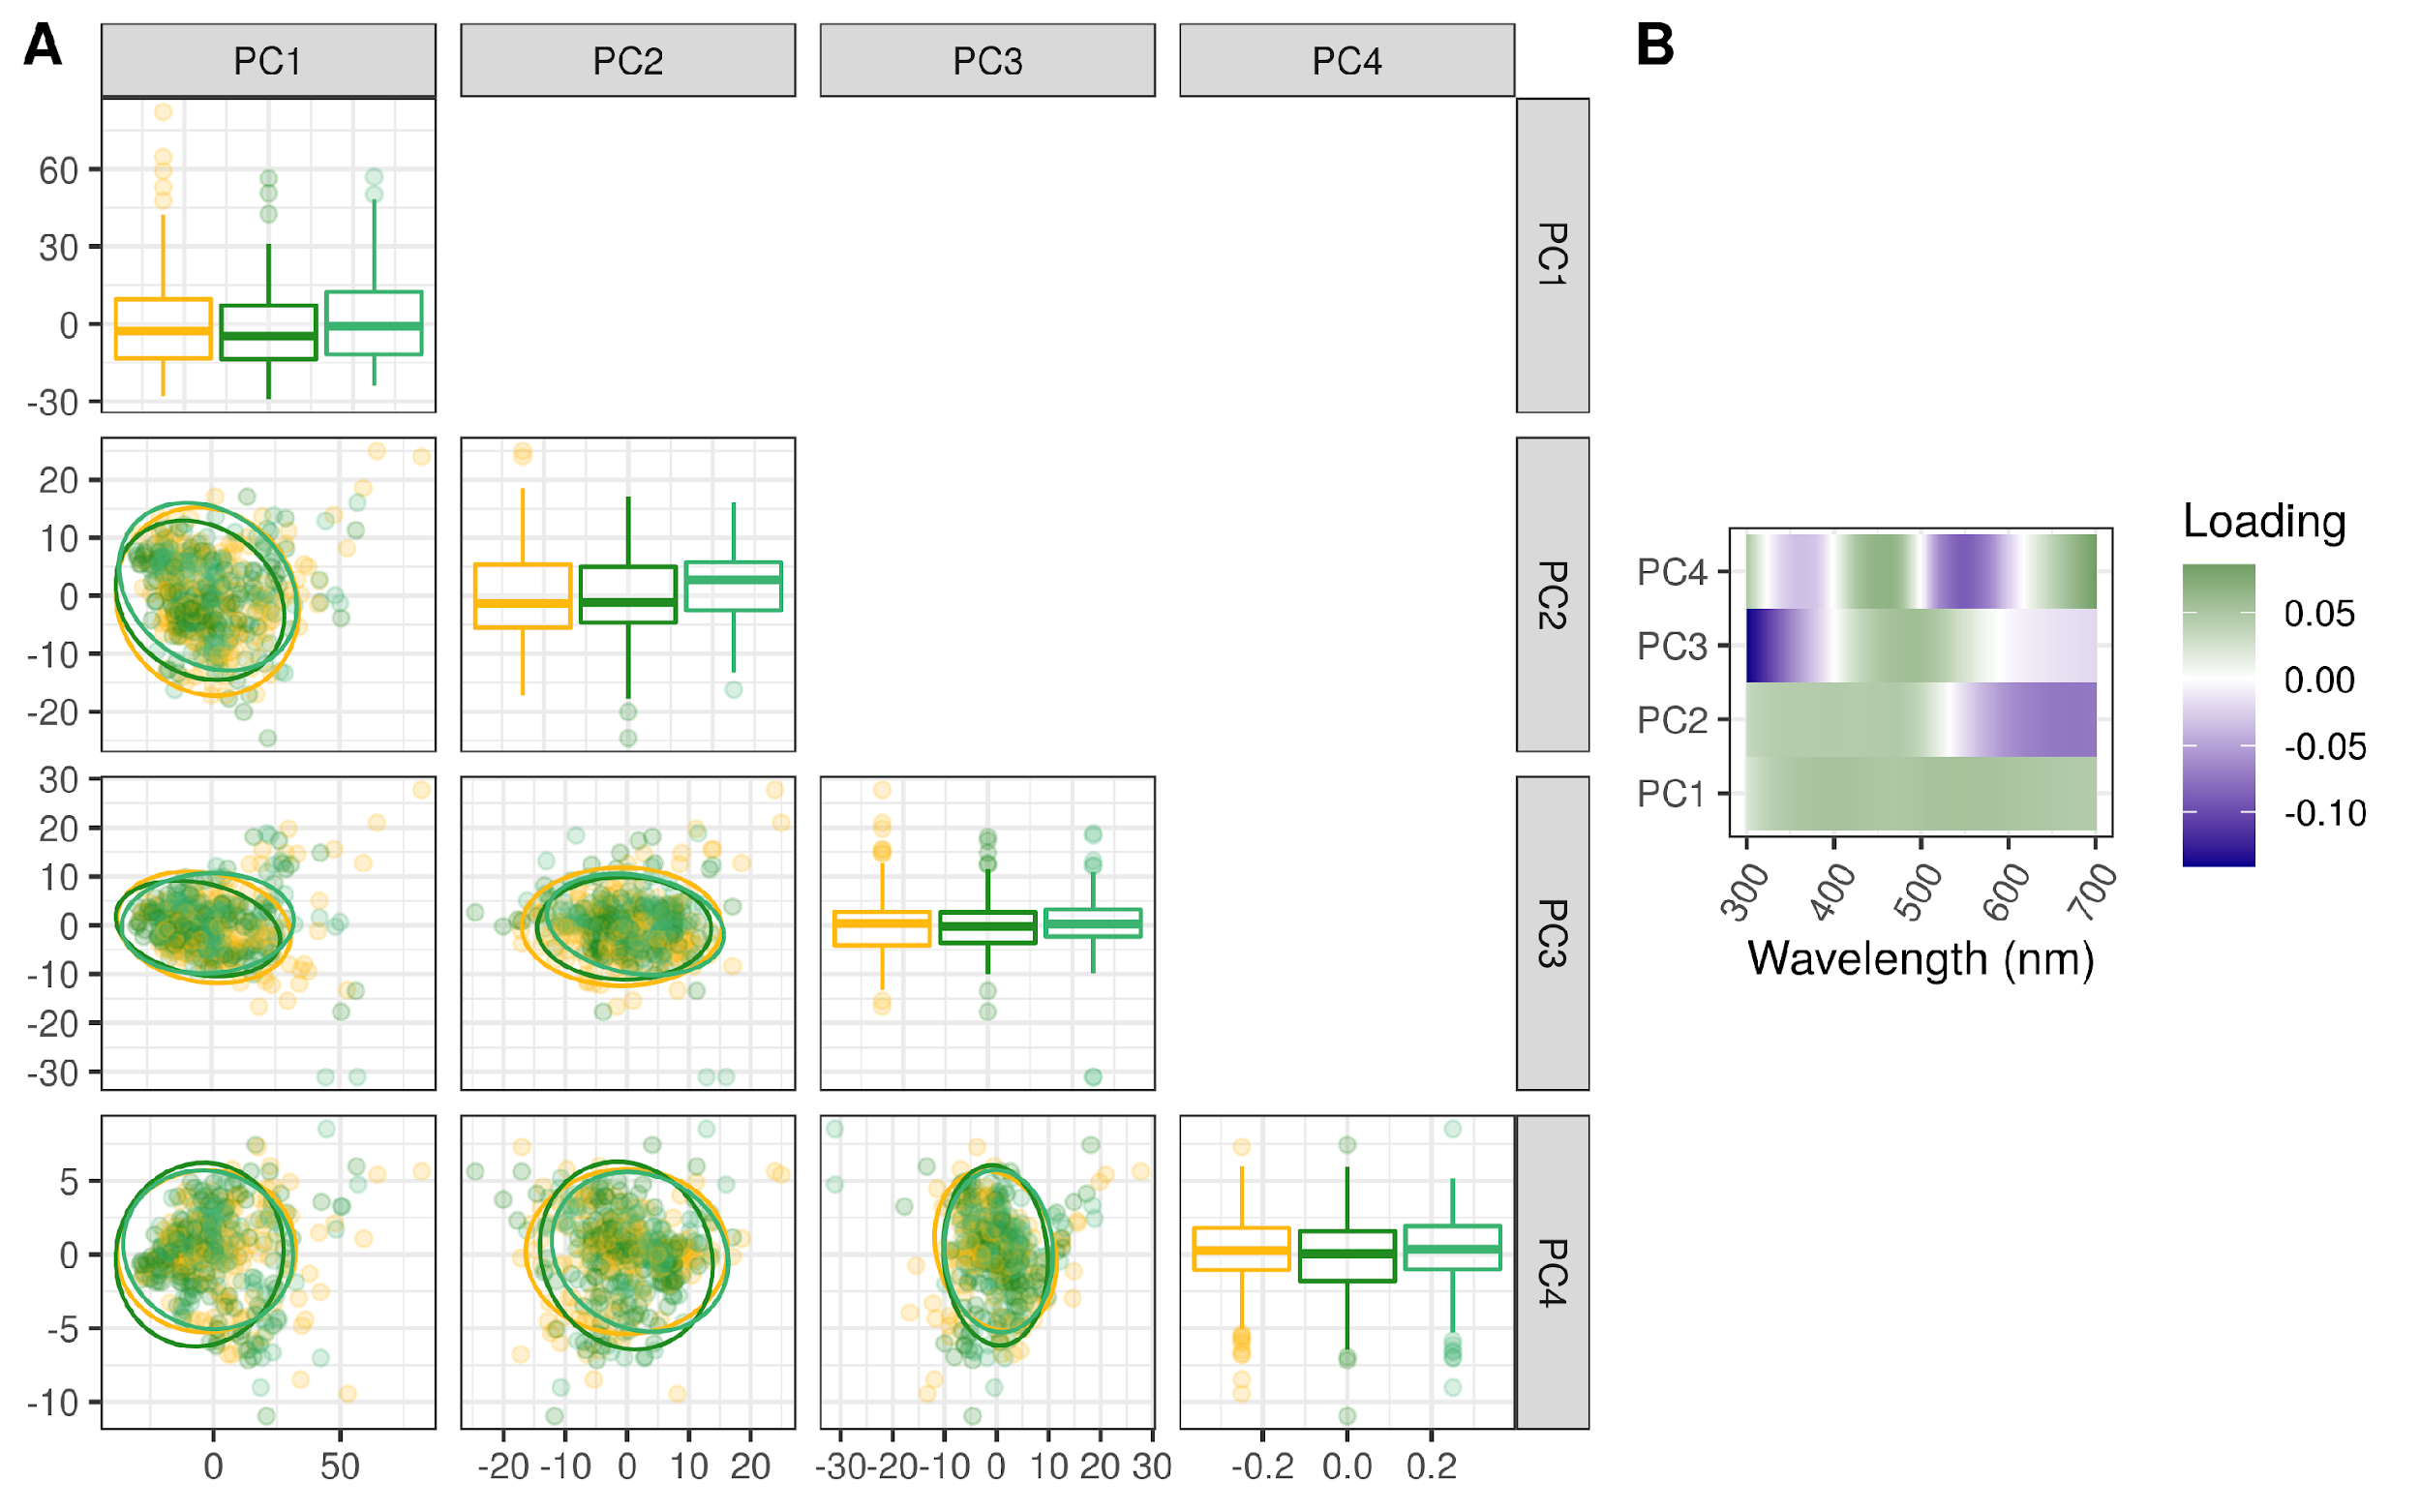 A
PC1 PC2 PC3 PC4
B
60
30
0
-30
PC1
20
10
0
-10
-20
PC2
30
20
10
0
-10
-20
-30
PC3
5
0
-5
-10
PC4
0 50
-20 -10 0 10 20
-30 -20 -10 0 10 20 30
-0.2 0.0 0.2
PC4
PC3
PC2
PC1
300 400 500 600 700
Wavelength (nm)
Loading
0.05
0.00
-0.05
-0.10